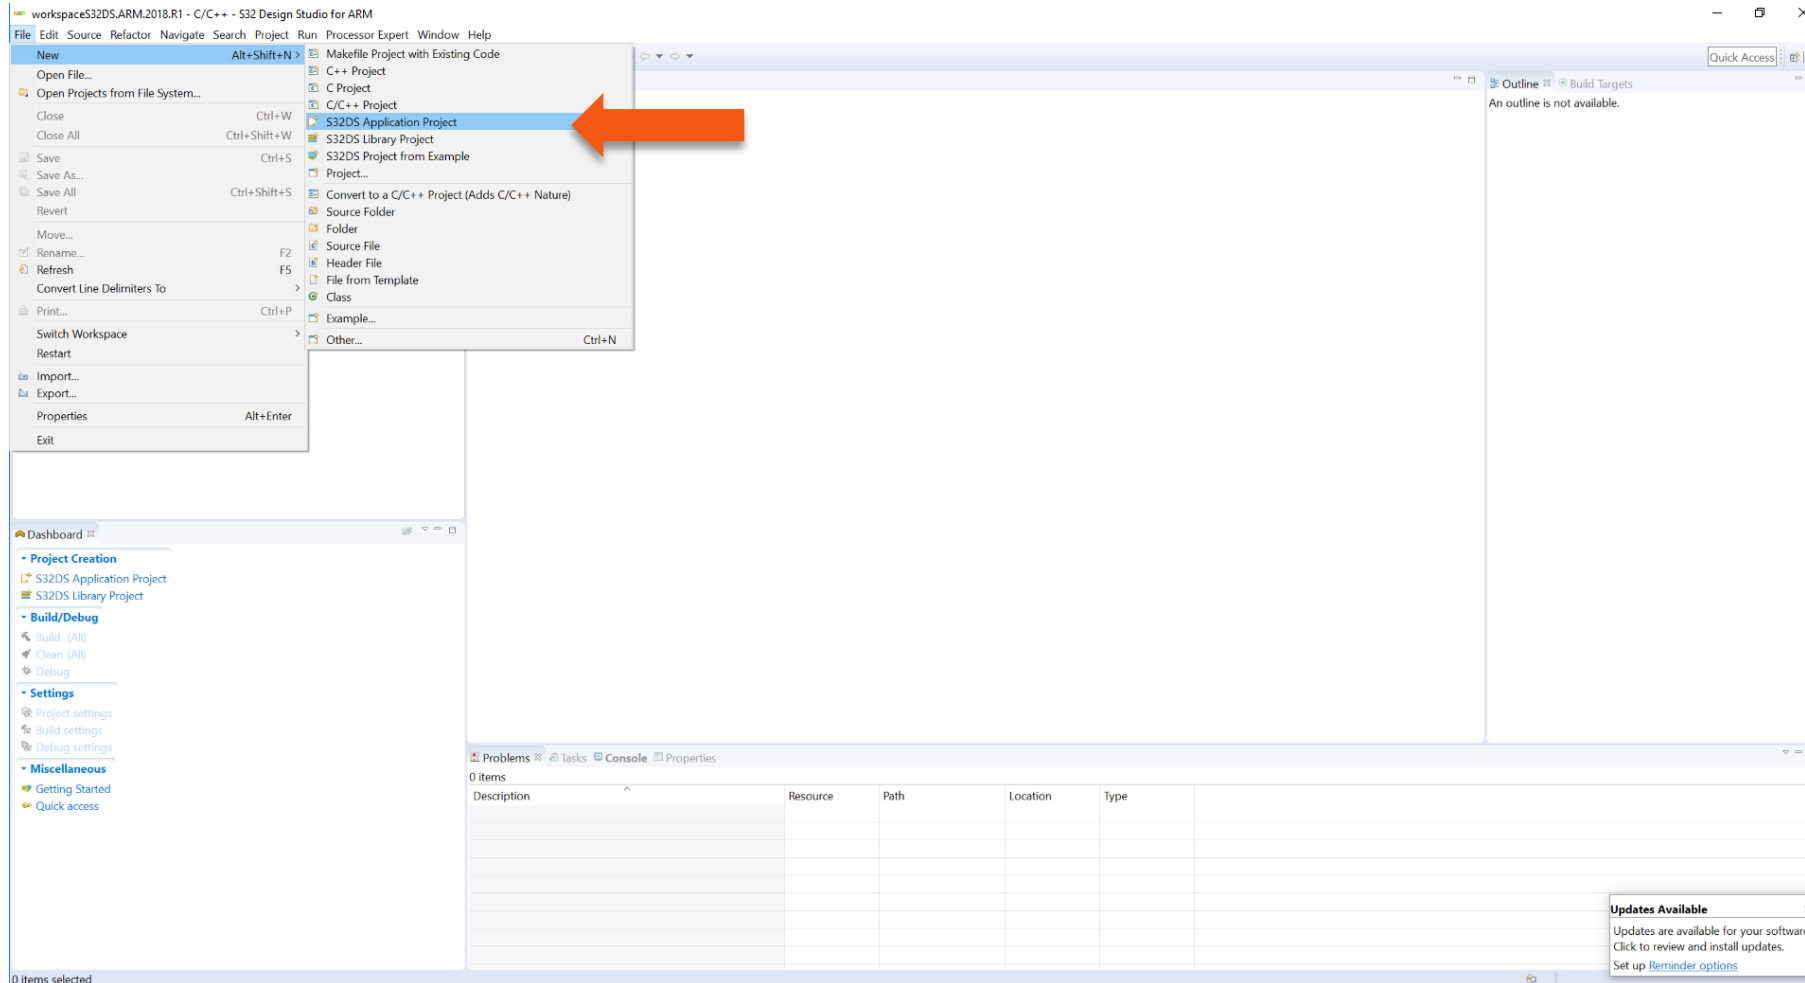 workspaceS32DS.ARM.2018.R1 - C/C++ - S32 Design Studio for ARM
File Edit Source Refactor Navigate Search Project Run Processor Expert Window Help
New Alt+Shift+N >
Open File...
Open Projects from File System...
Close Ctrl+W
Close All Ctrl+Shift+W
Save Ctrl+S
Save As...
Save All Ctrl+Shift+S
Revert
Move...
Rename... F2
Refresh F5
Convert Line Delimiters To >
Print... Ctrl+P
Switch Workspace >
Restart
Import...
Export...
Properties Alt+Enter
Exit
Makefile Project with Existing Code
C++ Project
C Project
C/C++ Project
S32DS Application Project
S32DS Library Project
S32DS Project from Example
Project...
Convert to a C/C++ Project (Adds C/C++ Nature)
Source Folder
Folder
Source File
Header File
File from Template
Class
Example...
Other... Ctrl+N
Quick Access
Outline Build Targets
An outline is not available.
Dashboard
Project Creation
S32DS Application Project
S32DS Library Project
Build/Debug
Build (All)
Clean (All)
Debug
Settings
Project settings
Build settings
Debug settings
Miscellaneous
Getting Started
Quick access
Problems Tasks Console Properties
0 items
Description Resource Path Location Type
Updates Available
Updates are available for your software
Click to review and install updates.
Set up Reminder options
0 items selected